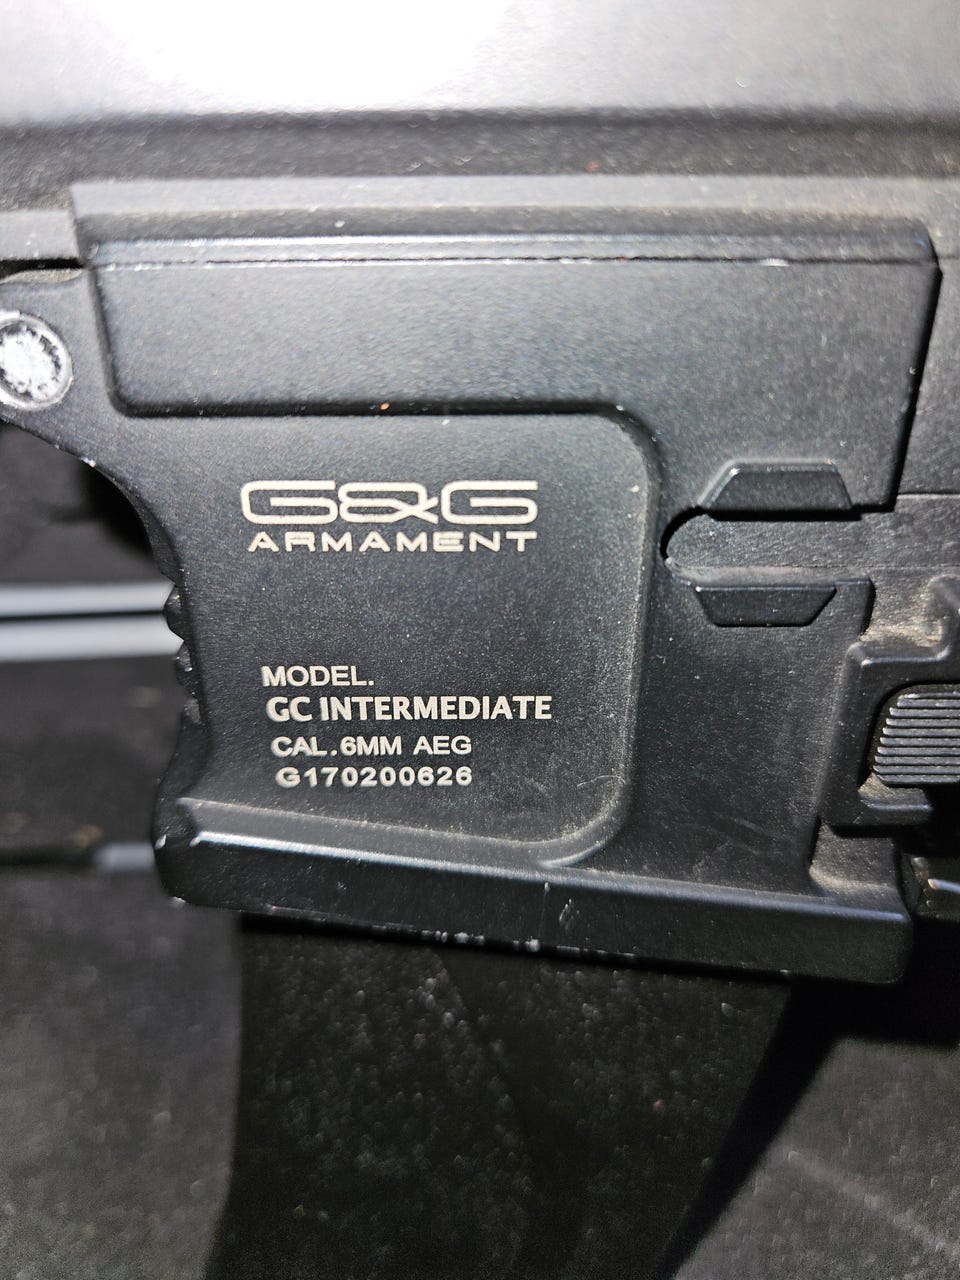 G&G
ARMAMENT
MODEL.
GC INTERMEDIATE
CAL.6MM AEG
G170200626